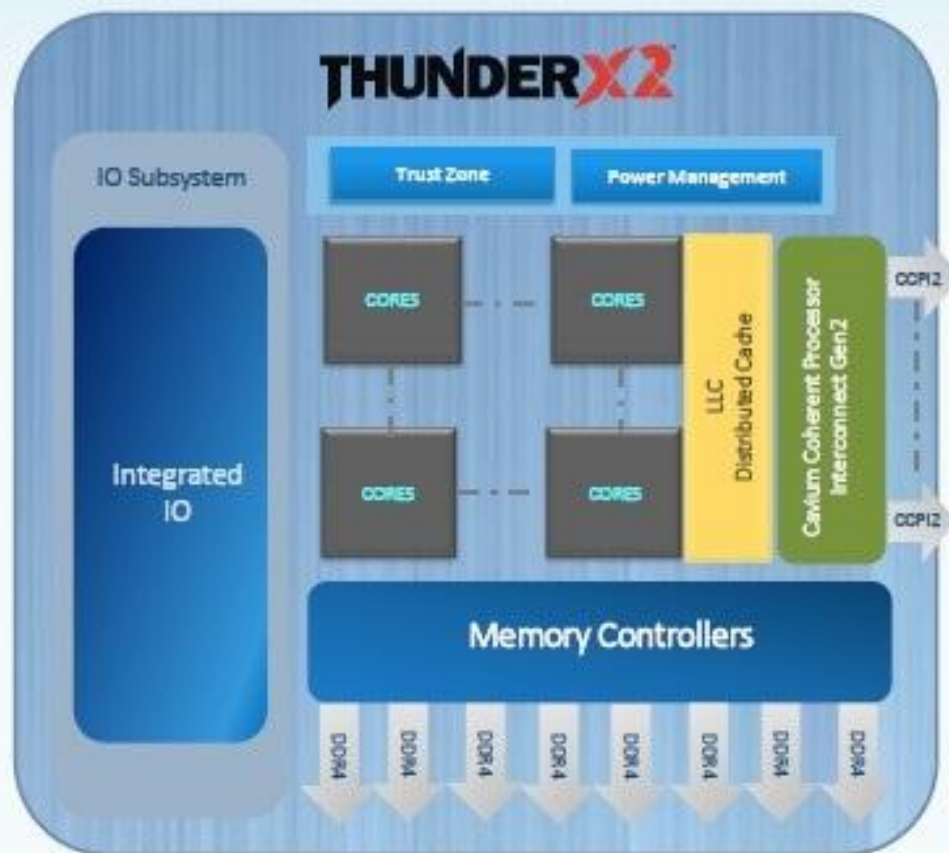 THUNDERX2
IO Subsystem
Trust Zone
Power Management
CORES
CORES
LLC
Distributed Cache
Cavium Coherent Processor
Interconnect Gen2
CCPI2
Integrated
IO
CORES
CORES
CCPI2
Memory Controllers
DDR4
DDR4
DDR4
DDR4
DDR4
DDR4
DDR4
DDR4